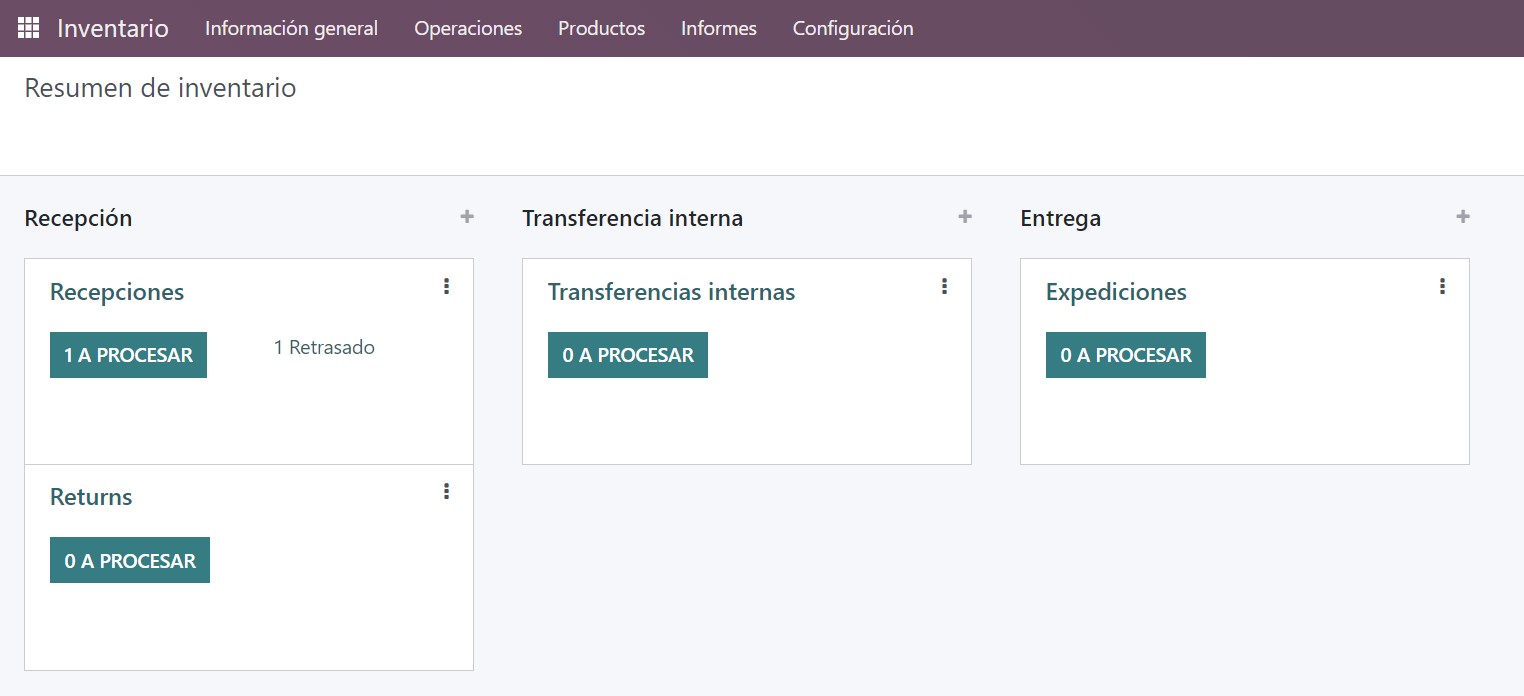 Inventario Información general Operaciones Productos Informes Configuración
Resumen de inventario
Recepción
Recepciones
1 A PROCESAR 1 Retrasado
Returns
0 A PROCESAR
Transferencia interna
Transferencias internas
0 A PROCESAR
Entrega
Expediciones
0 A PROCESAR